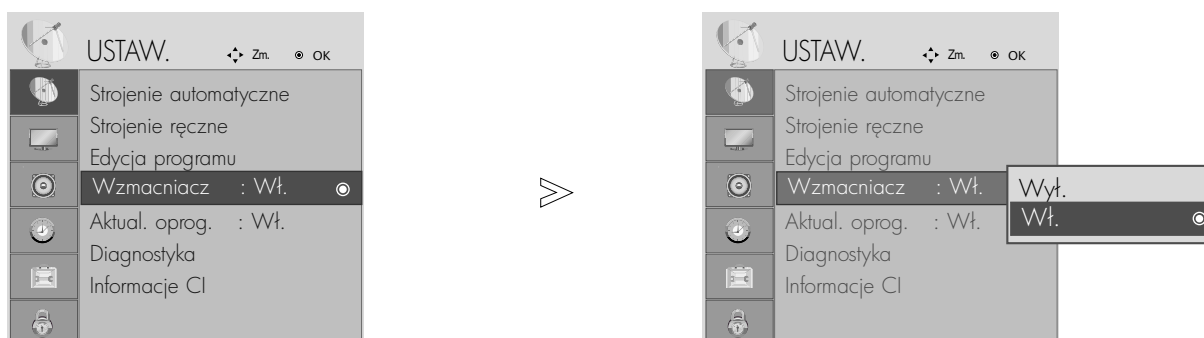 USTAW. Zm. OK
Strojenie automatyczne
Strojenie ręczne
Edycja programu
Wzmacniacz : Wł.
Aktual. oprog. : Wł.
Diagnostyka
Informacje CI
USTAW. Zm. OK
Strojenie automatyczne
Strojenie ręczne
Edycja programu
Wzmacniacz : Wł.
Aktual. oprog. : Wł.
Diagnostyka
Informacje CI
Wył.
Wł.